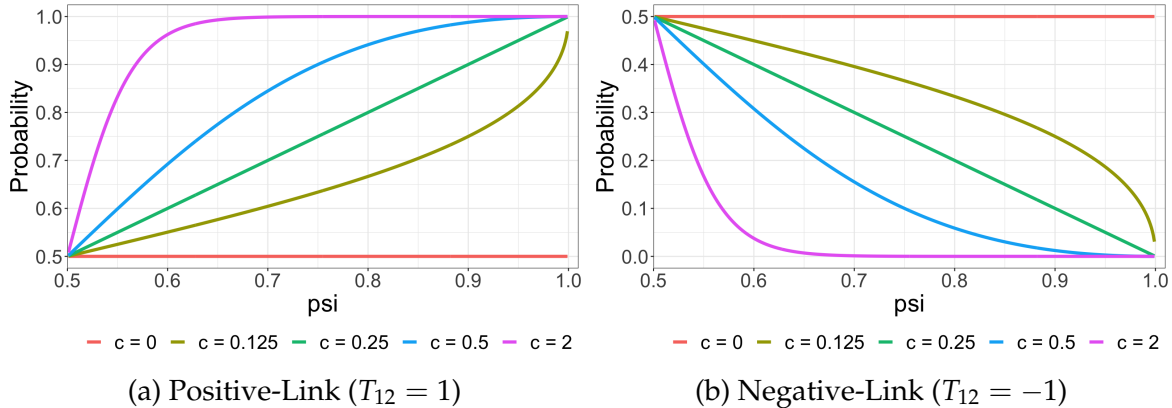 1.0
0.9
0.8
0.7
0.6
0.5
Probability
0.5 0.6 0.7 0.8 0.9 1.0
psi
c = 0 c = 0.125 c = 0.25 c = 0.5 c = 2
(a) Positive-Link (T₁₂ = 1)
0.5
0.4
0.3
0.2
0.1
0.0
Probability
0.5 0.6 0.7 0.8 0.9 1.0
psi
c = 0 c = 0.125 c = 0.25 c = 0.5 c = 2
(b) Negative-Link (T₁₂ = −1)